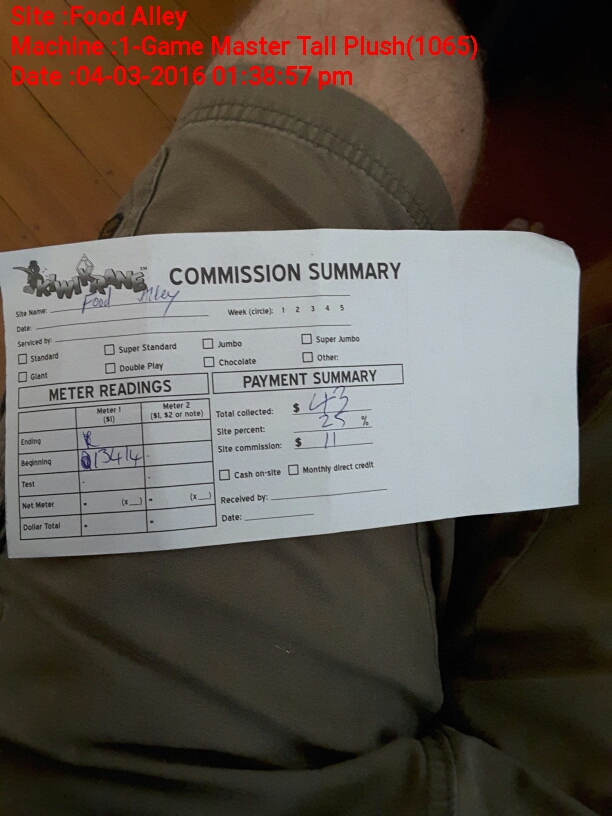 Site :Food Alley
Machine :1-Game Master Tall Plush(1065)
Date :04-03-2016 01:38:57 pm
KIWIKRANE™
COMMISSION SUMMARY
Site Name: Food Alley
Date:
Week (circle): 1 2 3 4 5
Serviced by:
Standard Super Standard Jumbo Super Jumbo
Giant Double Play Chocolate Other:
METER READINGS
Meter 1 ($1) Meter 2 ($1, $2 or note)
Ending
Beginning 013414 -
Test - -
Net Meter = (x__) = (x__)
Dollar Total = =
PAYMENT SUMMARY
Total collected: $ 43
Site percent: 25 %
Site commission: $ 11
Cash on-site Monthly direct credit
Received by:
Date: